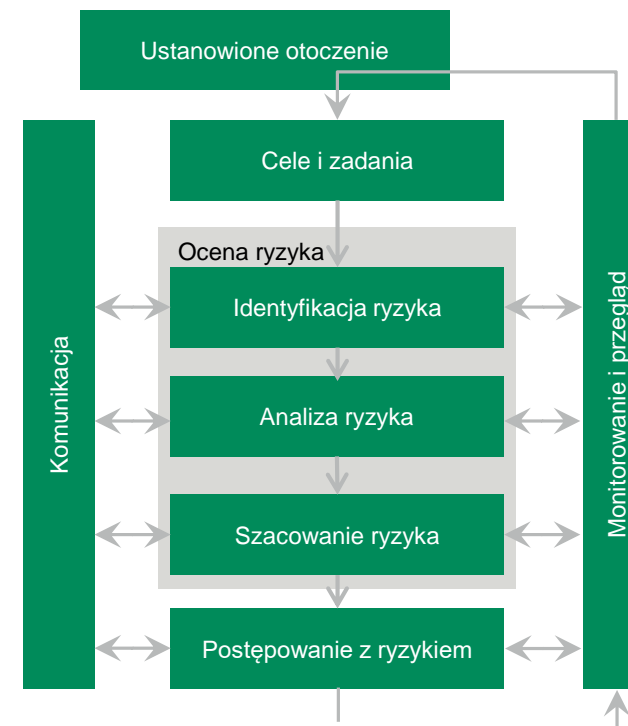 Ustanowione otoczenie
Cele i zadania
Ocena ryzyka
Identyfikacja ryzyka
Analiza ryzyka
Szacowanie ryzyka
Postępowanie z ryzykiem
Komunikacja
Monitorowanie i przegląd